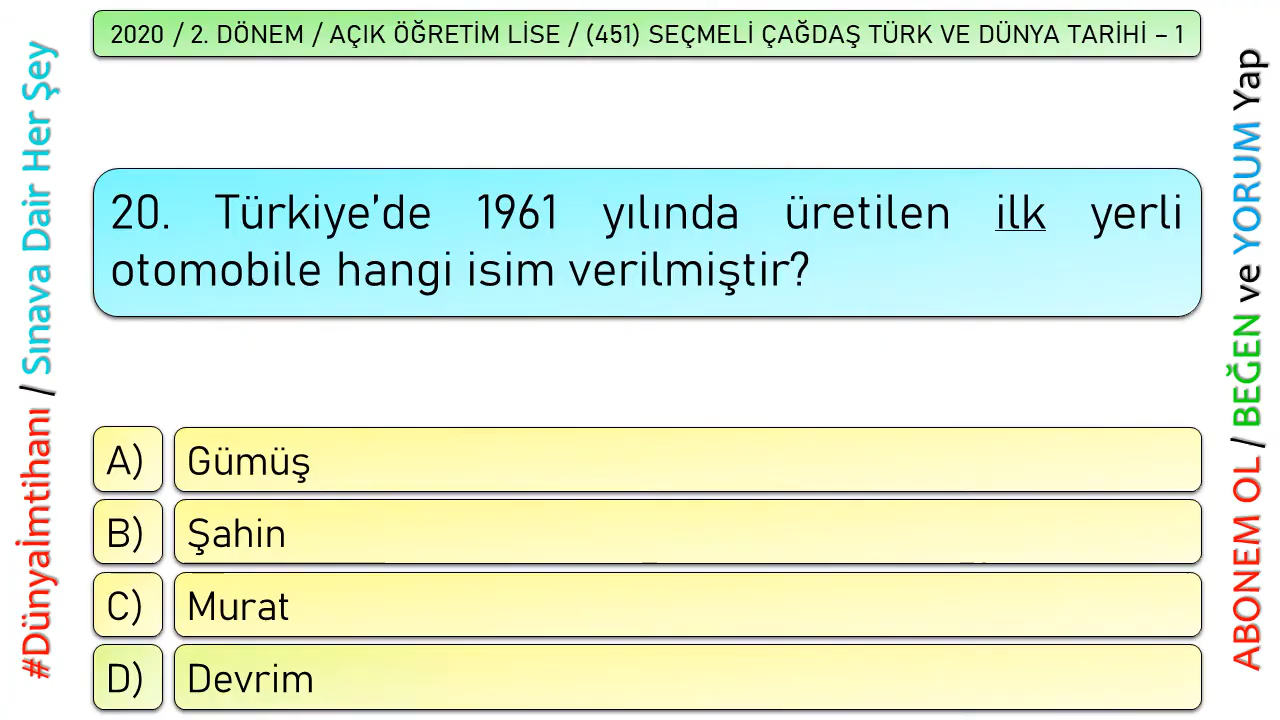 2020 / 2. DÖNEM / AÇIK ÖĞRETİM LİSE / (451) SEÇMELİ ÇAĞDAŞ TÜRK VE DÜNYA TARİHİ – 1
#Dünyaİmtihanı / Sınava Dair Her Şey
20. Türkiye'de 1961 yılında üretilen ilk yerli
otomobile hangi isim verilmiştir?
A) Gümüş
B) Şahin
C) Murat
D) Devrim
ABONEM OL / BEĞEN ve YORUM Yap